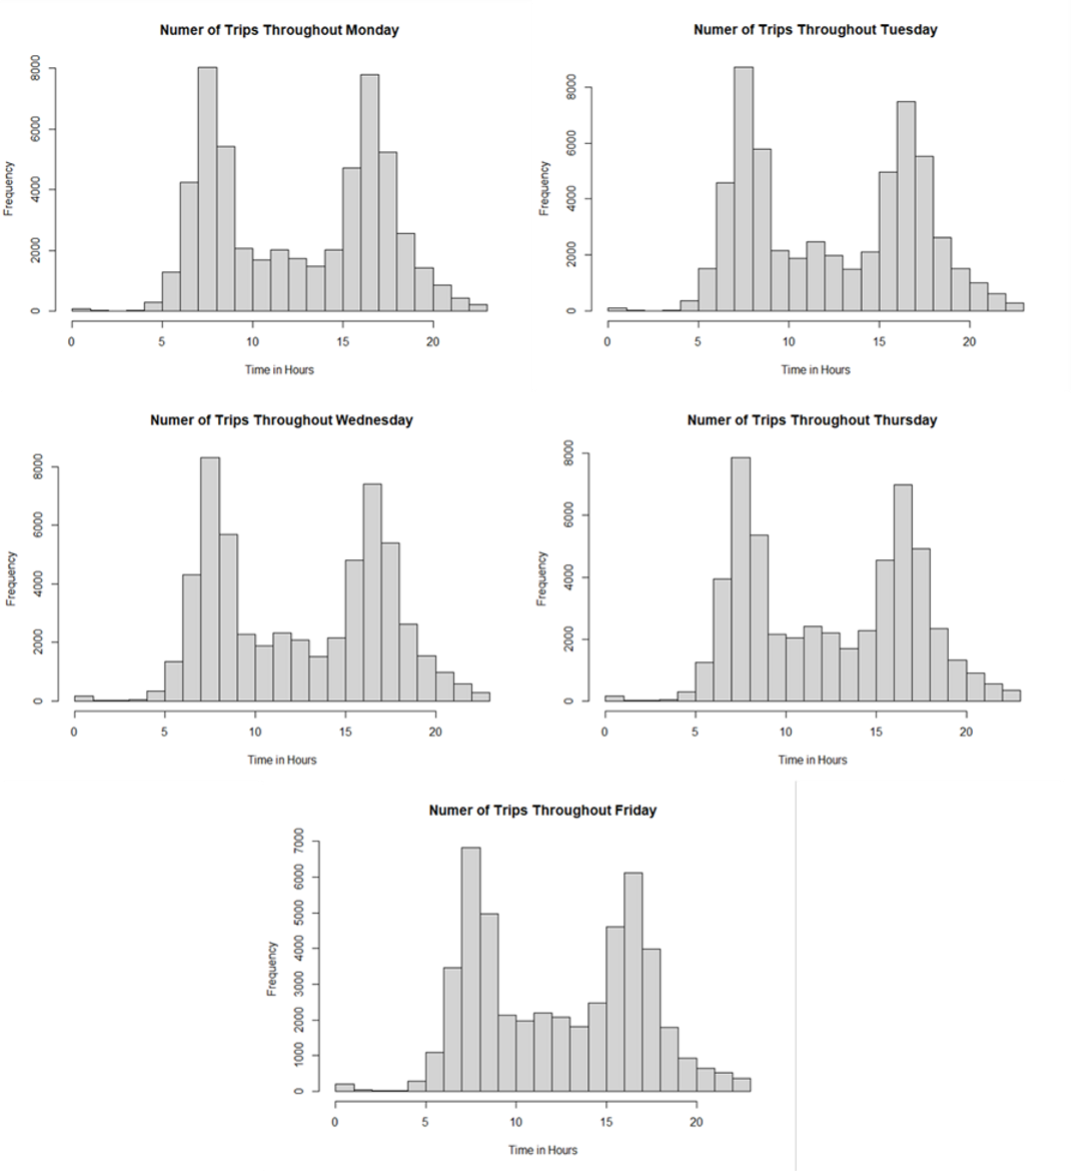 Numer of Trips Throughout Monday
8000
6000
4000
2000
0
Frequency
0 5 10 15 20
Time in Hours
Numer of Trips Throughout Tuesday
8000
6000
4000
2000
0
Frequency
0 5 10 15 20
Time in Hours
Numer of Trips Throughout Wednesday
8000
6000
4000
2000
0
Frequency
0 5 10 15 20
Time in Hours
Numer of Trips Throughout Thursday
8000
6000
4000
2000
0
Frequency
0 5 10 15 20
Time in Hours
Numer of Trips Throughout Friday
7000
6000
5000
4000
3000
2000
1000
0
Frequency
0 5 10 15 20
Time in Hours